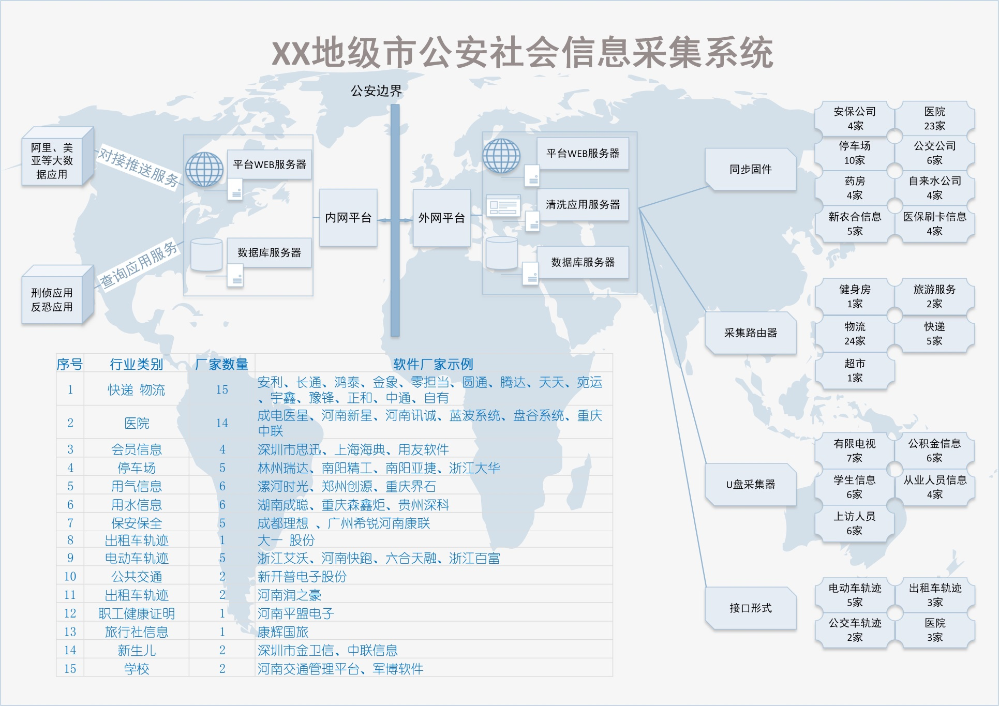 XX地级市公安社会信息采集系统
公安边界
阿里、美
亚等大数
据应用
对接推送服务
平台WEB服务器
内网平台
数据库服务器
查询应用服务
刑侦应用
反恐应用
外网平台
平台WEB服务器
清洗应用服务器
数据库服务器
同步固件
安保公司
4家
医院
23家
停车场
10家
公交公司
6家
药房
4家
自来水公司
4家
新农合信息
5家
医保刷卡信息
4家
采集路由器
健身房
1家
旅游服务
2家
物流
24家
快递
5家
超市
1家
U盘采集器
有限电视
7家
公积金信息
6家
学生信息
6家
从业人员信息
4家
上访人员
6家
接口形式
电动车轨迹
5家
出租车轨迹
3家
公交车轨迹
2家
医院
3家
序号 行业类别 厂家数量 软件厂家示例
1 快递 物流 15 安利、长通、鸿泰、金象、零担当、圆通、腾达、天天、宛运
、宇鑫、豫锋、正和、中通、自有
2 医院 14 成电医星、河南新星、河南讯诚、蓝波系统、盘谷系统、重庆
中联
3 会员信息 4 深圳市思迅、上海海典、用友软件
4 停车场 5 林州瑞达、南阳精工、南阳亚捷、浙江大华
5 用气信息 6 漯河时光、郑州创源、重庆界石
6 用水信息 6 湖南成聪、重庆森鑫炬、贵州深科
7 保安保全 5 成都理想 、广州希锐河南康联
8 出租车轨迹 1 大一 股份
9 电动车轨迹 5 浙江艾沃、河南快跑、六合天融、浙江百富
10 公共交通 2 新开普电子股份
11 出租车轨迹 2 河南润之豪
12 职工健康证明 1 河南平盟电子
13 旅行社信息 1 康辉国旅
14 新生儿 2 深圳市金卫信、中联信息
15 学校 2 河南交通管理平台、军博软件